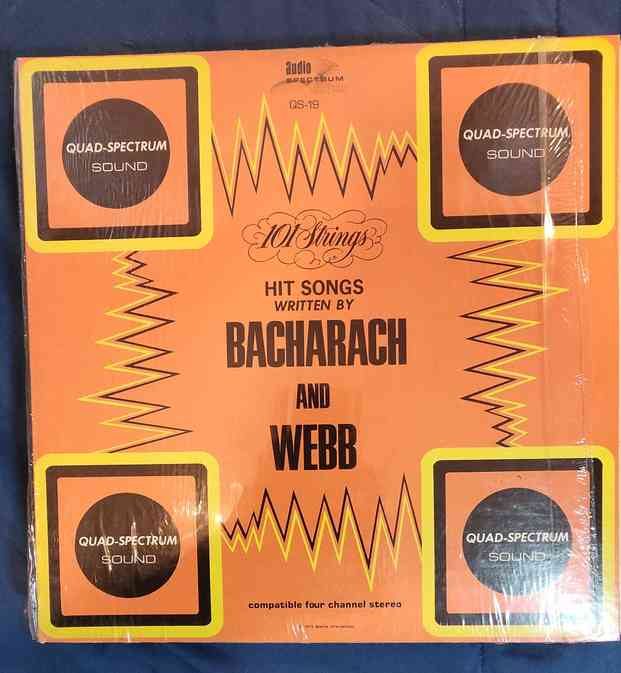 audio
SPECTRUM
QS-19
QUAD-SPECTRUM
SOUND
QUAD-SPECTRUM
SOUND
101 Strings
HIT SONGS
WRITTEN BY
BACHARACH
AND
WEBB
QUAD-SPECTRUM
SOUND
QUAD-SPECTRUM
SOUND
compatible four channel stereo